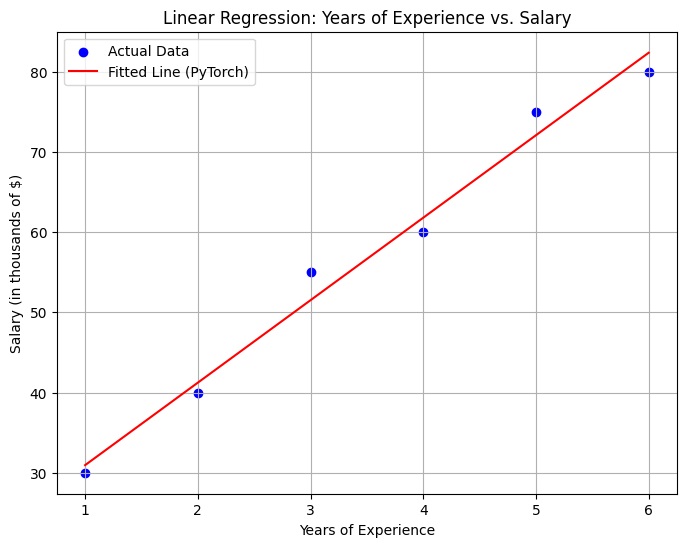 Linear Regression: Years of Experience vs. Salary
Actual Data
Fitted Line (PyTorch)
Salary (in thousands of $)
80
70
60
50
40
30
1 2 3 4 5 6
Years of Experience